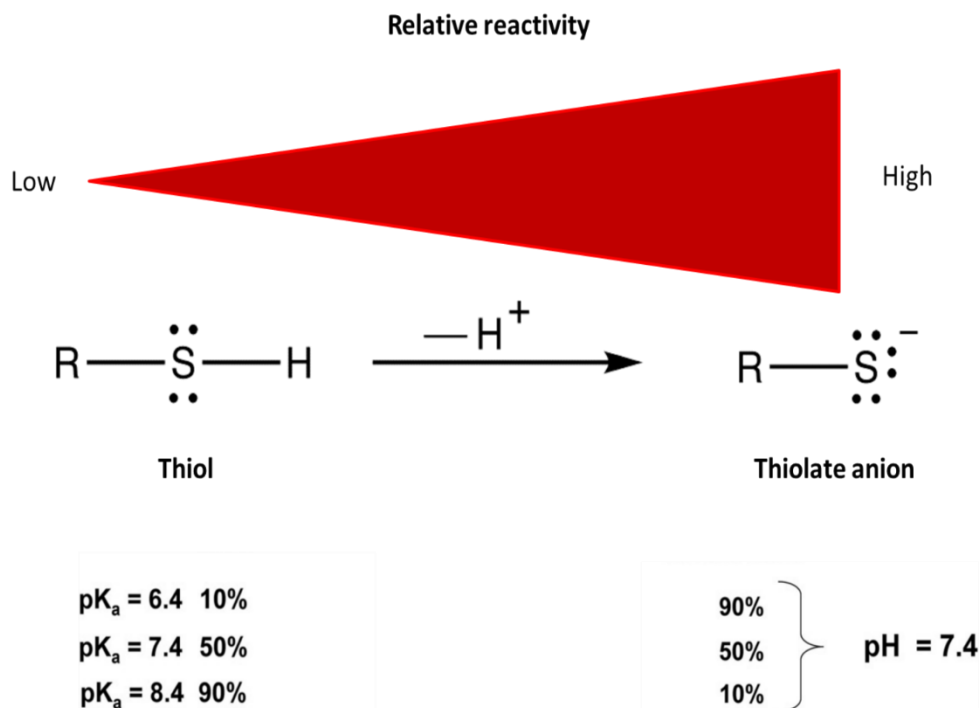 Relative reactivity
Low
High
R—S—H
—H⁺
R—S⁻
Thiol
Thiolate anion
pKₐ = 6.4 10%
pKₐ = 7.4 50%
pKₐ = 8.4 90%
90%
50%
10%
pH = 7.4